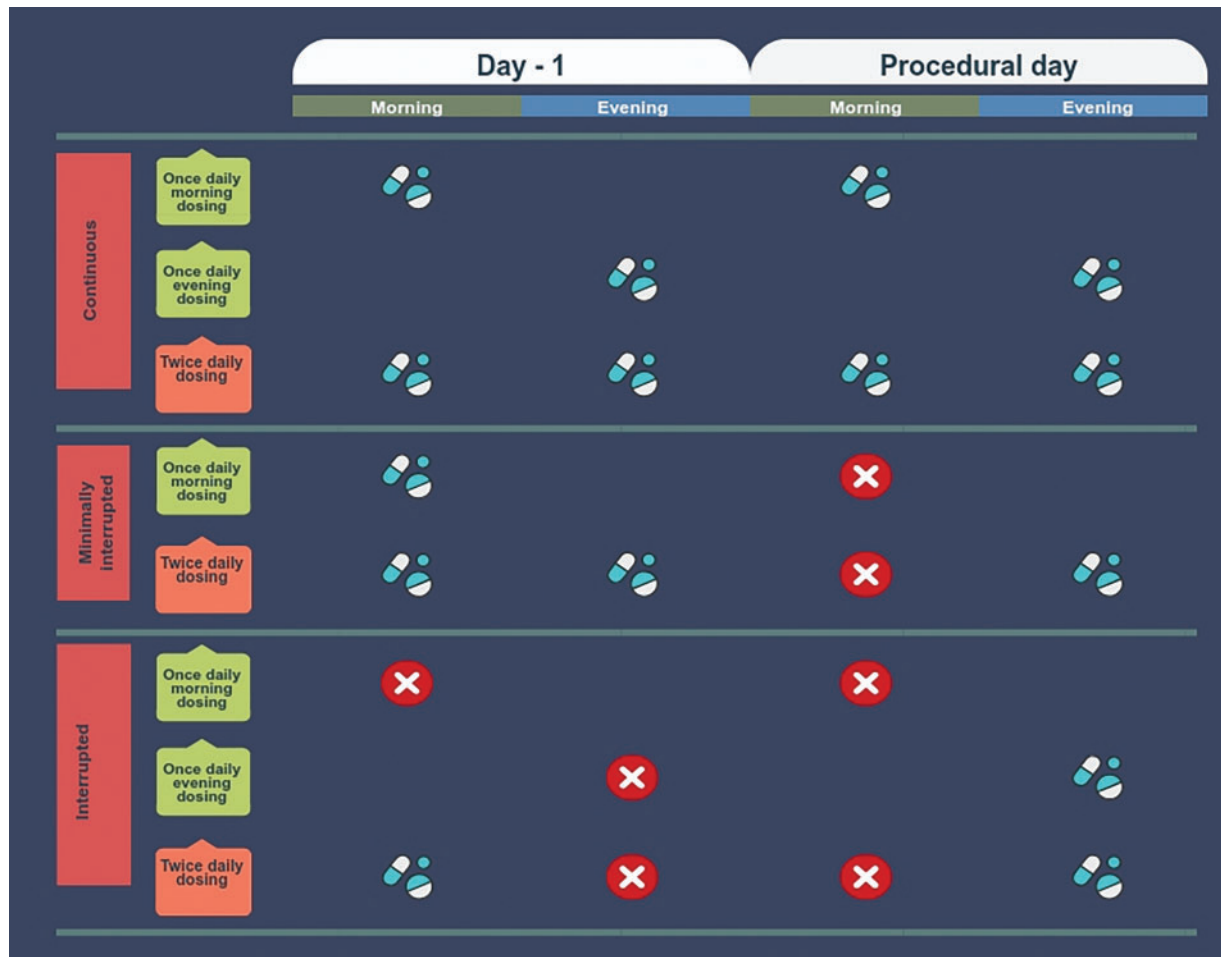 Day - 1
Procedural day
Morning
Evening
Morning
Evening
Continuous
Once daily
morning
dosing
Once daily
evening
dosing
Twice daily
dosing
Minimally
interrupted
Once daily
morning
dosing
Twice daily
dosing
Interrupted
Once daily
morning
dosing
Once daily
evening
dosing
Twice daily
dosing